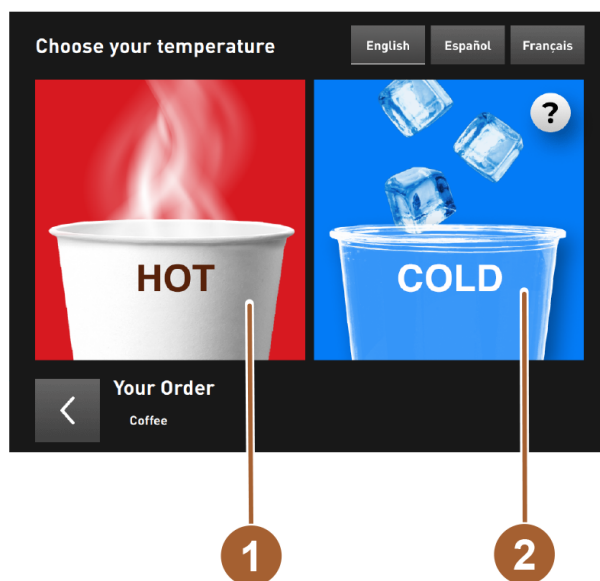 Choose your temperature
English
Español
Français
?
HOT
COLD
Your Order
Coffee
1
2